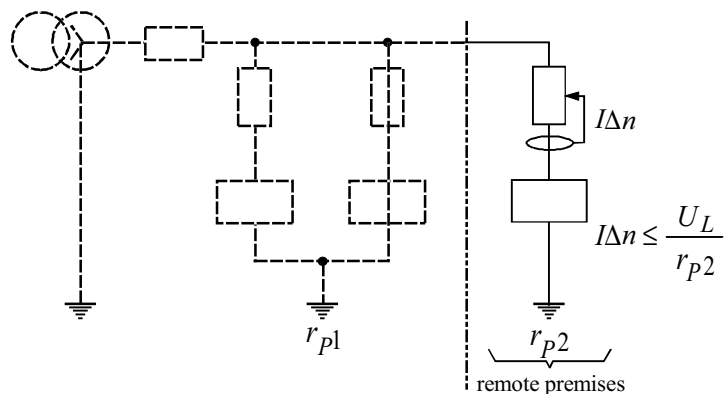 IΔn
IΔn ≤ U_L / r_P2
r_P1
r_P2
remote premises